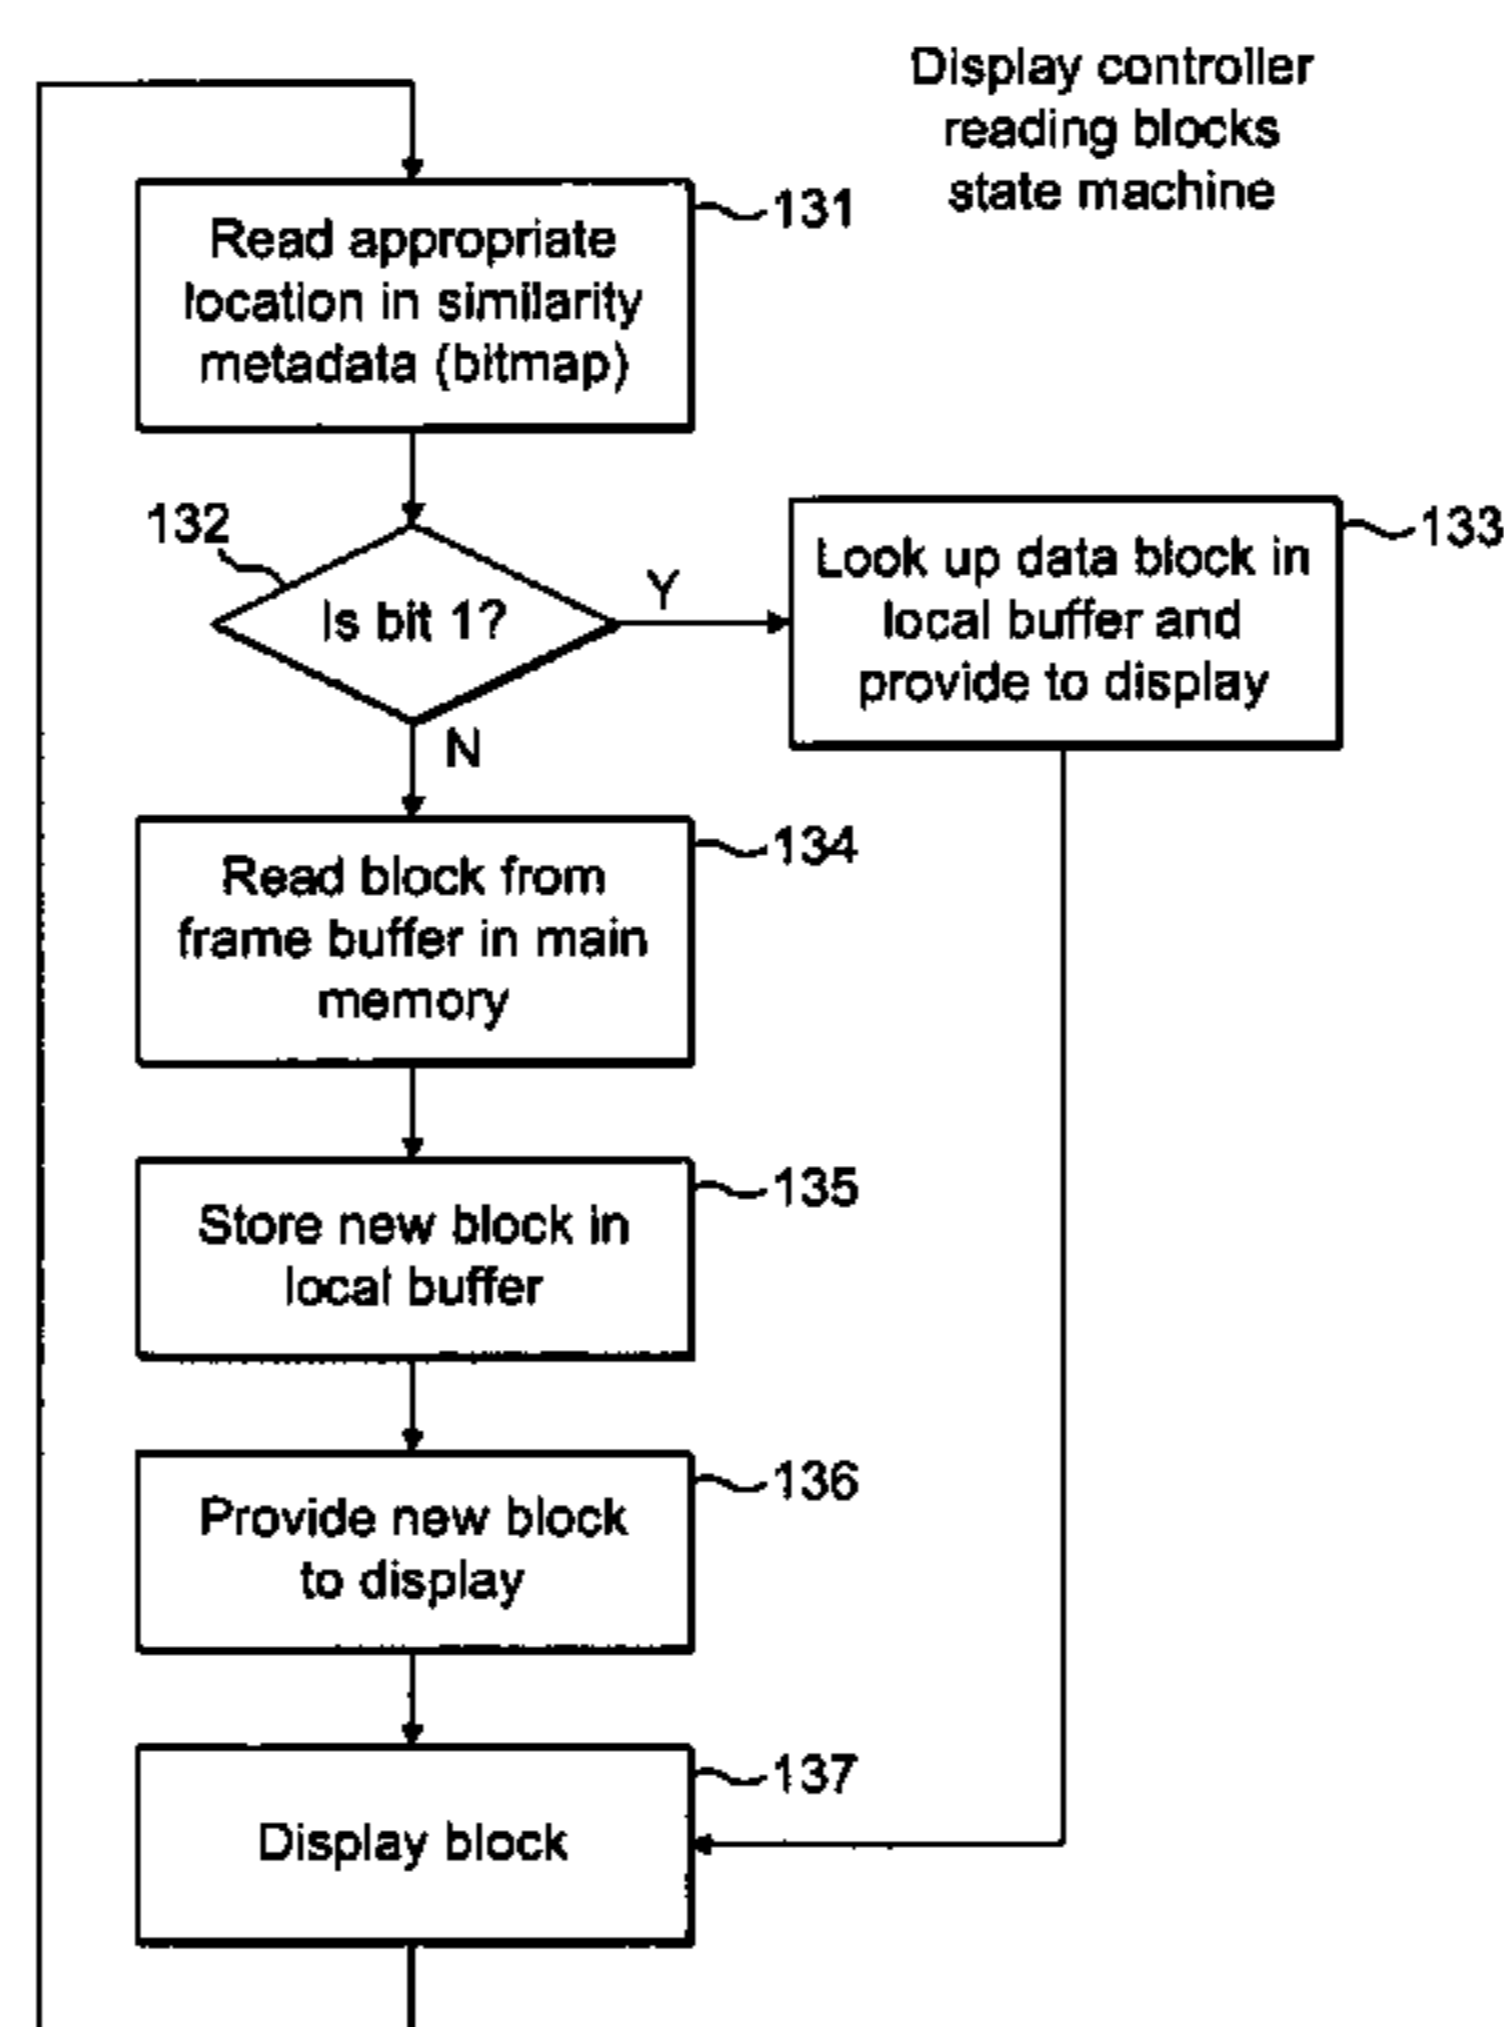 Display controller
reading blocks
state machine
131
Read appropriate
location in similarity
metadata (bitmap)
132
Is bit 1?
Y
N
133
Look up data block in
local buffer and
provide to display
134
Read block from
frame buffer in main
memory
135
Store new block in
local buffer
136
Provide new block
to display
137
Display block